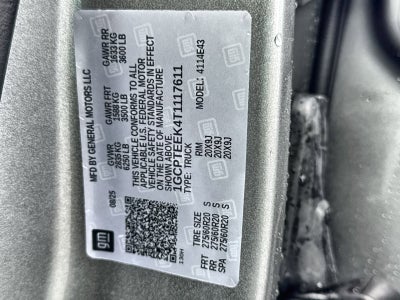 MFD BY GENERAL MOTORS LLC
08/25
GVWR
2835 KG
6250 LB
GAWR FRT
1588 KG
3500 LB
GAWR RR
1633 KG
3600 LB
THIS VEHICLE CONFORMS TO ALL
APPLICABLE U.S. FEDERAL MOTOR
VEHICLE SAFETY STANDARDS IN EFFECT
ON THE DATE OF MANUFACTURE
SHOWN ABOVE.
1GCPTEEK4T1117611
TYPE: TRUCK
MODEL: 4114E43
gm
TIRE SIZE
RIM
FRT 275/60R20 S 20X9J
RR 275/60R20 S 20X9J
SPA 275/60R20 S 20X9J